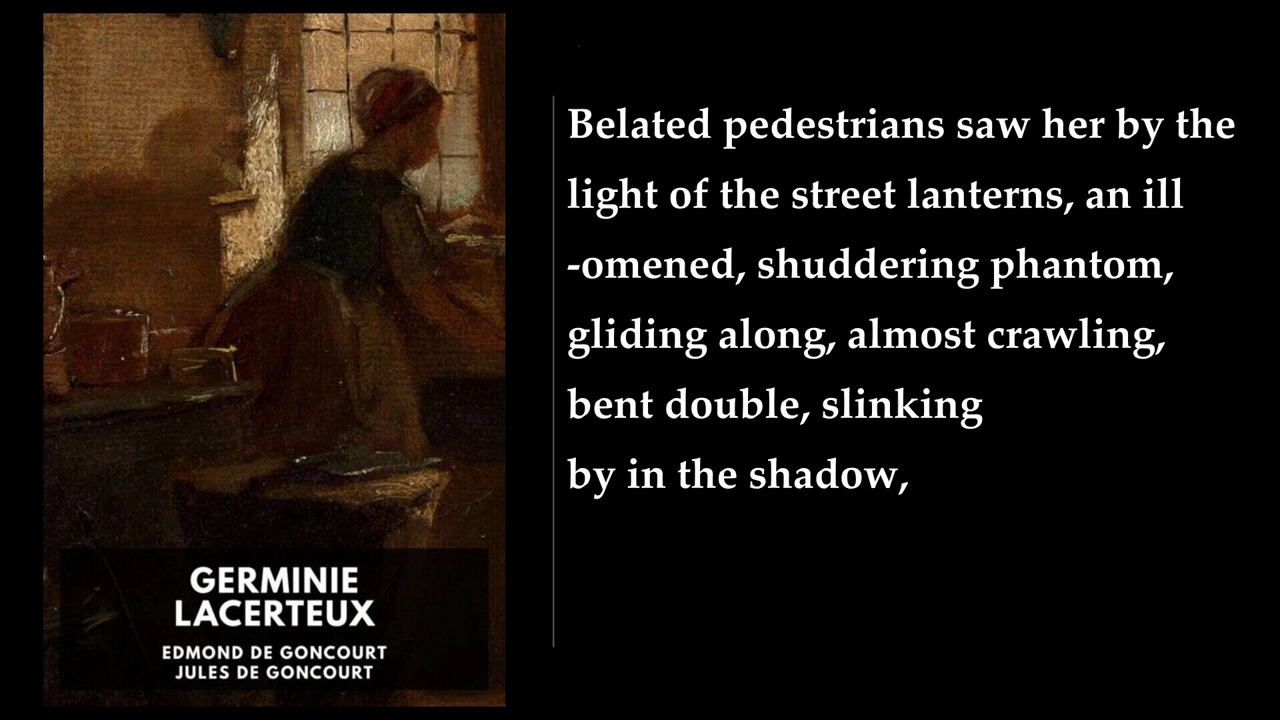 Belated pedestrians saw her by the
light of the street lanterns, an ill
-omened, shuddering phantom,
gliding along, almost crawling,
bent double, slinking
by in the shadow,
GERMINIE
LACERTEUX
EDMOND DE GONCOURT
JULES DE GONCOURT